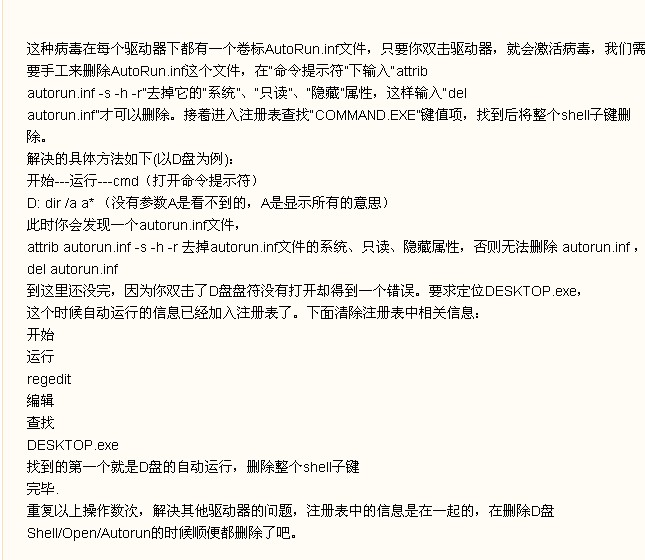 这种病毒在每个驱动器下都有一个卷标AutoRun.inf文件，只要你双击驱动器，就会激活病毒，我们需
要手工来删除AutoRun.inf这个文件，在"命令提示符"下输入"attrib
autorun.inf -s -h -r"去掉它的"系统"、"只读"、"隐藏"属性，这样输入"del
autorun.inf"才可以删除。接着进入注册表查找"COMMAND.EXE"键值项，找到后将整个shell子键删
除。
解决的具体方法如下(以D盘为例)：
开始---运行---cmd（打开命令提示符）
D: dir /a a* （没有参数A是看不到的，A是显示所有的意思）
此时你会发现一个autorun.inf文件，
attrib autorun.inf -s -h -r 去掉autorun.inf文件的系统、只读、隐藏属性，否则无法删除 autorun.inf，
del autorun.inf
到这里还没完，因为你双击了D盘盘符没有打开却得到一个错误。要求定位DESKTOP.exe，
这个时候自动运行的信息已经加入注册表了。下面清除注册表中相关信息：
开始
运行
regedit
编辑
查找
DESKTOP.exe
找到的第一个就是D盘的自动运行，删除整个shell子键
完毕.
重复以上操作数次，解决其他驱动器的问题，注册表中的信息是在一起的，在删除D盘
Shell/Open/Autorun的时候顺便都删除了吧。